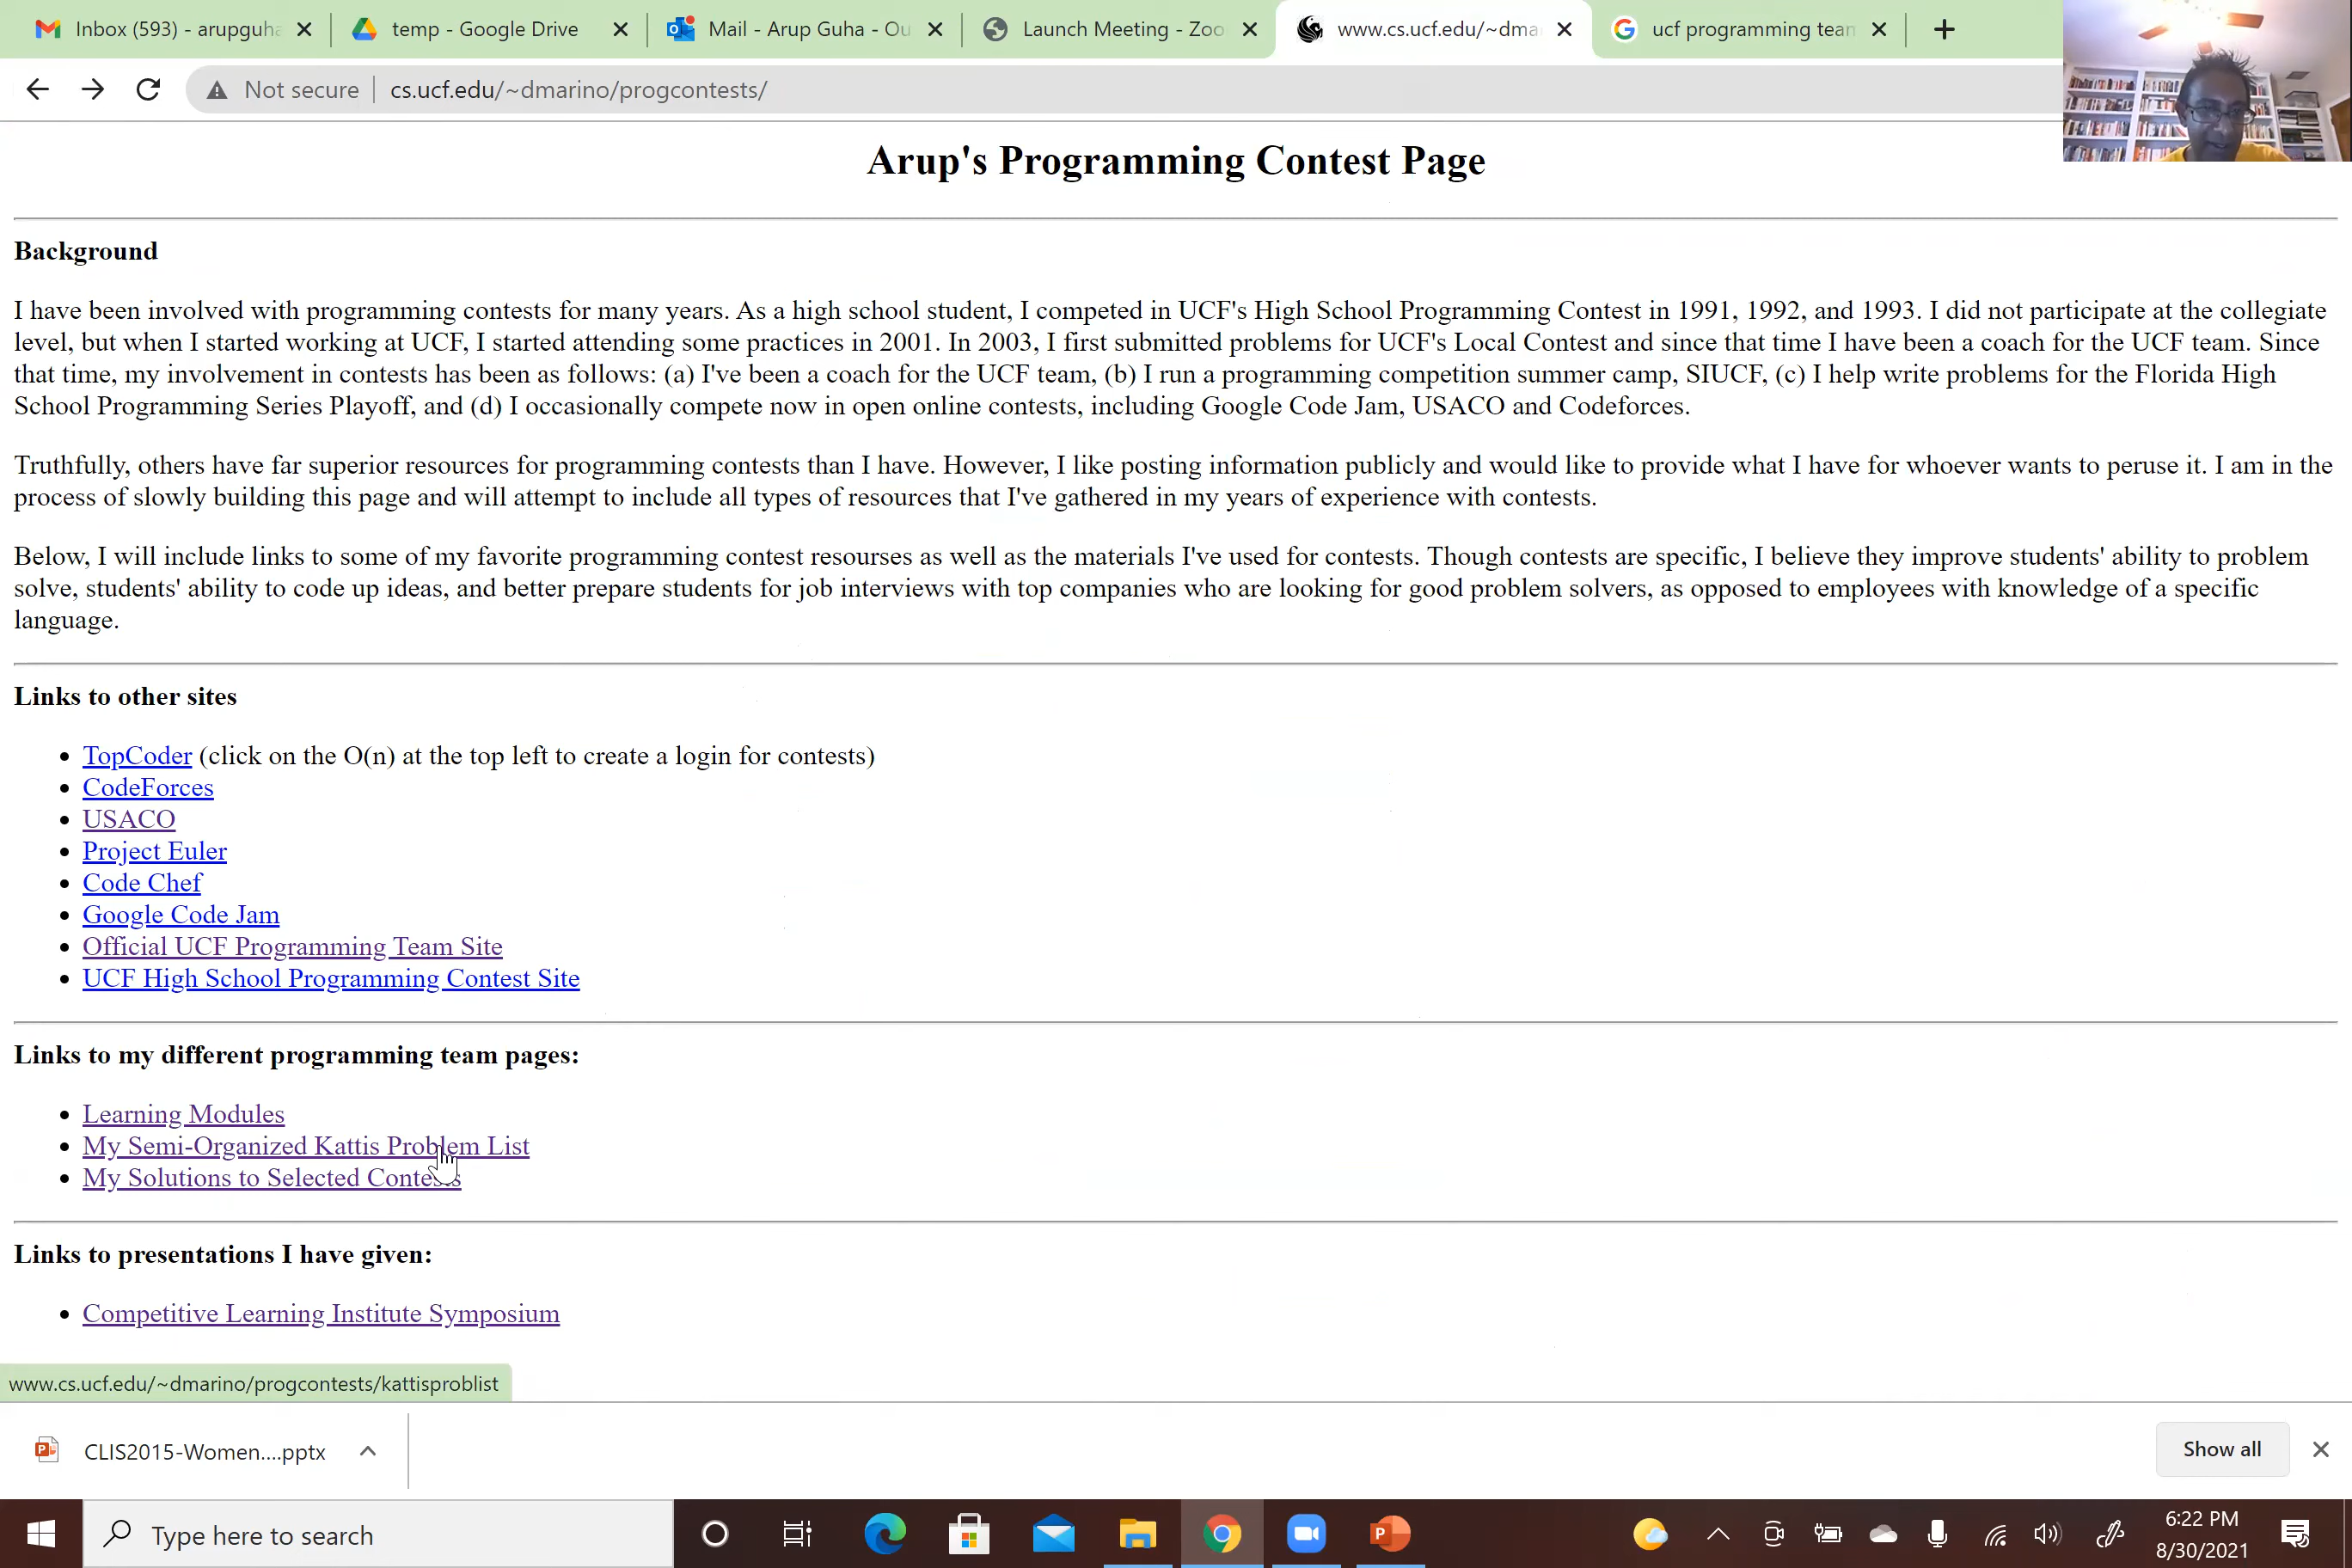 Inbox (593) - arupguha
temp - Google Drive
Mail - Arup Guha - Ou
Launch Meeting - Zoo
www.cs.ucf.edu/~dma
ucf programming tean
Not secure
cs.ucf.edu/~dmarino/progcontests/
Arup's Programming Contest Page
Background
I have been involved with programming contests for many years. As a high school student, I competed in UCF's High School Programming Contest in 1991, 1992, and 1993. I did not participate at the collegiate
level, but when I started working at UCF, I started attending some practices in 2001. In 2003, I first submitted problems for UCF's Local Contest and since that time I have been a coach for the UCF team. Since
that time, my involvement in contests has been as follows: (a) I've been a coach for the UCF team, (b) I run a programming competition summer camp, SIUCF, (c) I help write problems for the Florida High
School Programming Series Playoff, and (d) I occasionally compete now in open online contests, including Google Code Jam, USACO and Codeforces.
Truthfully, others have far superior resources for programming contests than I have. However, I like posting information publicly and would like to provide what I have for whoever wants to peruse it. I am in the
process of slowly building this page and will attempt to include all types of resources that I've gathered in my years of experience with contests.
Below, I will include links to some of my favorite programming contest resourses as well as the materials I've used for contests. Though contests are specific, I believe they improve students' ability to problem
solve, students' ability to code up ideas, and better prepare students for job interviews with top companies who are looking for good problem solvers, as opposed to employees with knowledge of a specific
language.
Links to other sites
• TopCoder (click on the O(n) at the top left to create a login for contests)
• CodeForces
• USACO
• Project Euler
• Code Chef
• Google Code Jam
• Official UCF Programming Team Site
• UCF High School Programming Contest Site
Links to my different programming team pages:
• Learning Modules
• My Semi-Organized Kattis Problem List
• My Solutions to Selected Contests
Links to presentations I have given:
• Competitive Learning Institute Symposium
www.cs.ucf.edu/~dmarino/progcontests/kattisproblist
CLIS2015-Women....pptx
Show all
Type here to search
6:22 PM
8/30/2021